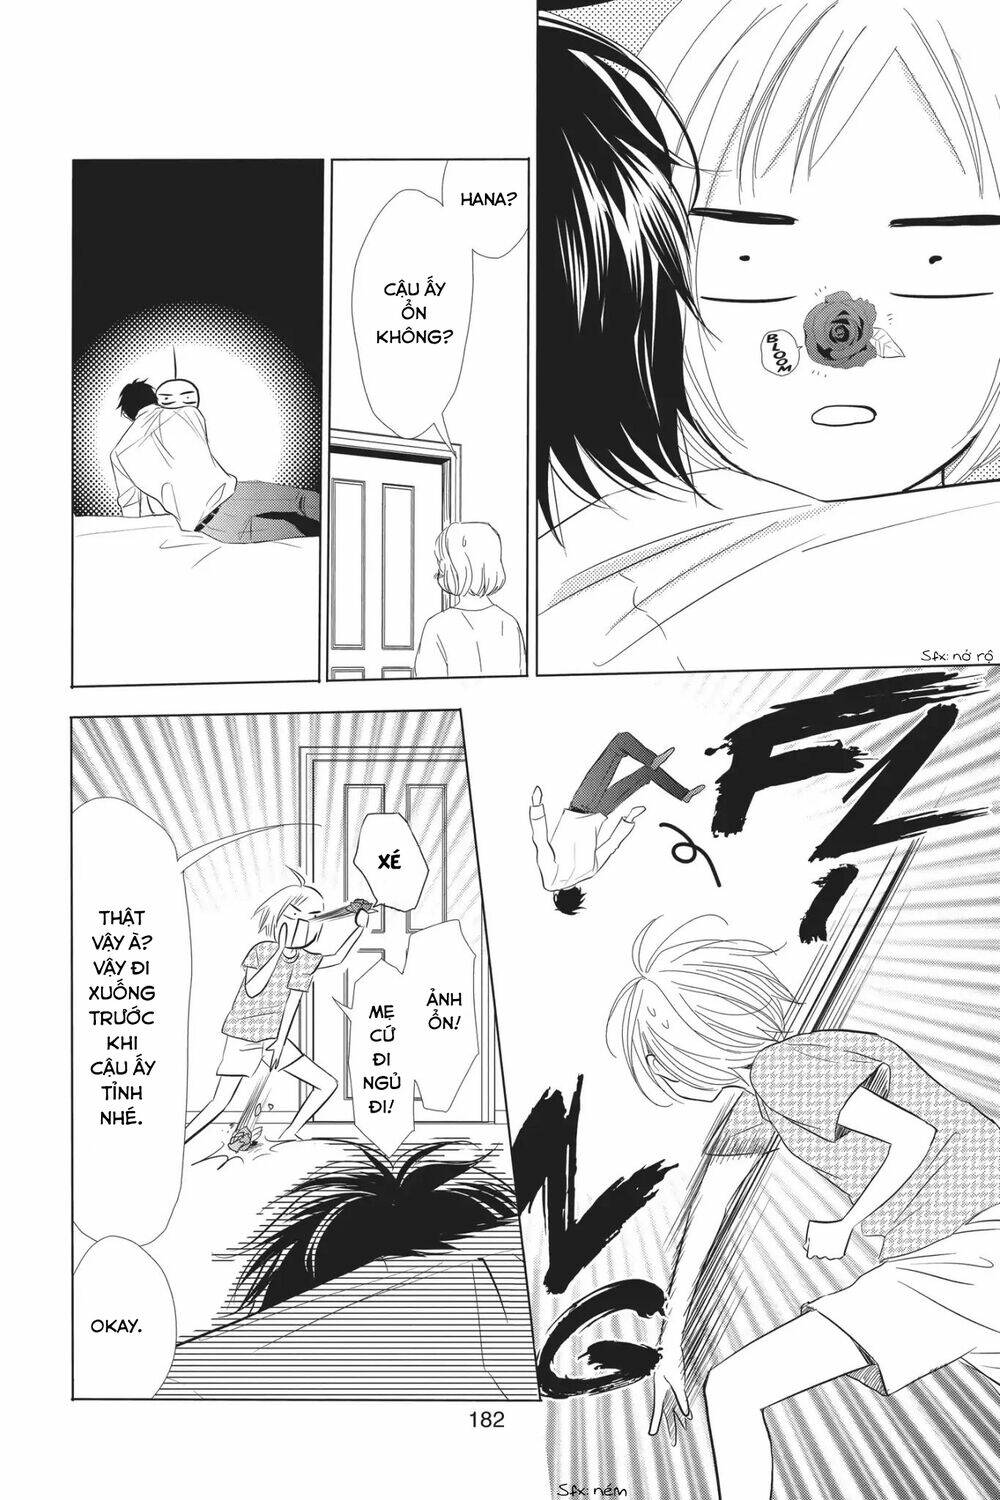 BLOOM
Sfx: nở rộ
HANA?
CẬU ẤY
ỔN
KHÔNG?
FLING
Sfx: ném
XÉ
ẢNH
ỔN!
MẸ
CỨ
ĐI
NGỦ
ĐI!
THẬT
VẬY À?
VẬY ĐI
XUỐNG
TRƯỚC
KHI
CẬU ẤY
TỈNH
NHÉ.
OKAY.
182